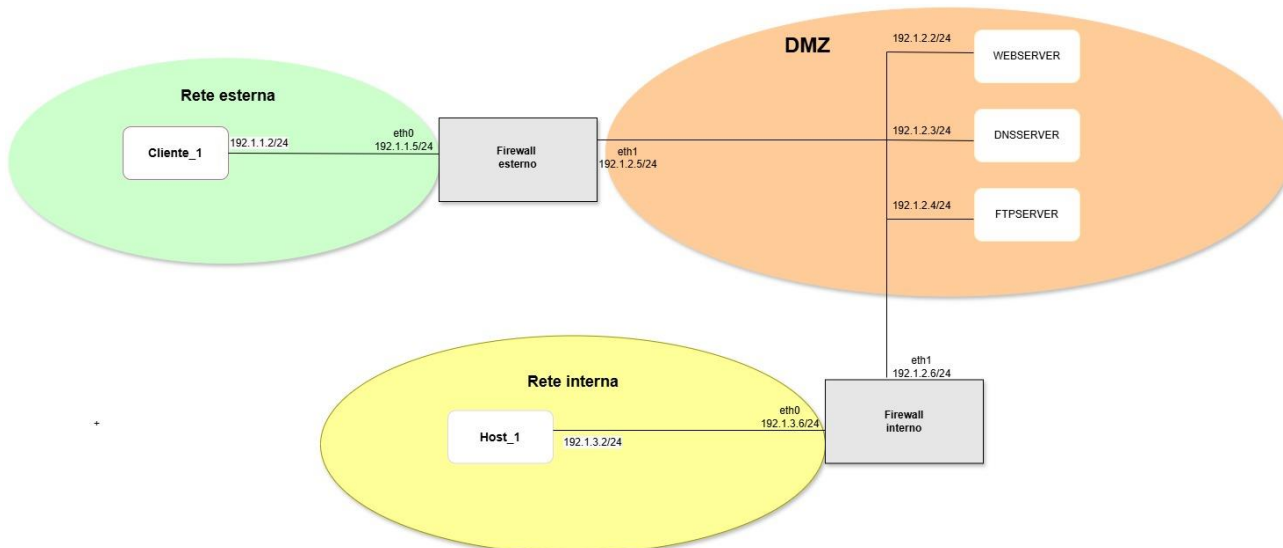 DMZ
192.1.2.2/24
WEBSERVER
Rete esterna
192.1.1.2/24
Cliente_1
eth0
192.1.1.5/24
Firewall
esterno
eth1
192.1.2.5/24
192.1.2.3/24
DNSSERVER
192.1.2.4/24
FTPSERVER
eth1
192.1.2.6/24
Rete interna
Host_1
192.1.3.2/24
eth0
192.1.3.6/24
Firewall
interno
+